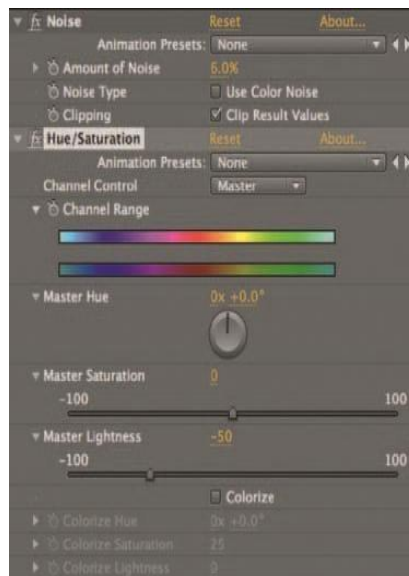 fx Noise Reset About...
Animation Presets: None
Amount of Noise 6.0%
Noise Type Use Color Noise
Clipping Clip Result Values
fx Hue/Saturation Reset About...
Animation Presets: None
Channel Control Master
Channel Range
Master Hue 0x +0.0°
Master Saturation 0
-100 100
Master Lightness -50
-100 100
Colorize
Colorize Hue 0x +0.0°
Colorize Saturation 25
Colorize Lightness 0